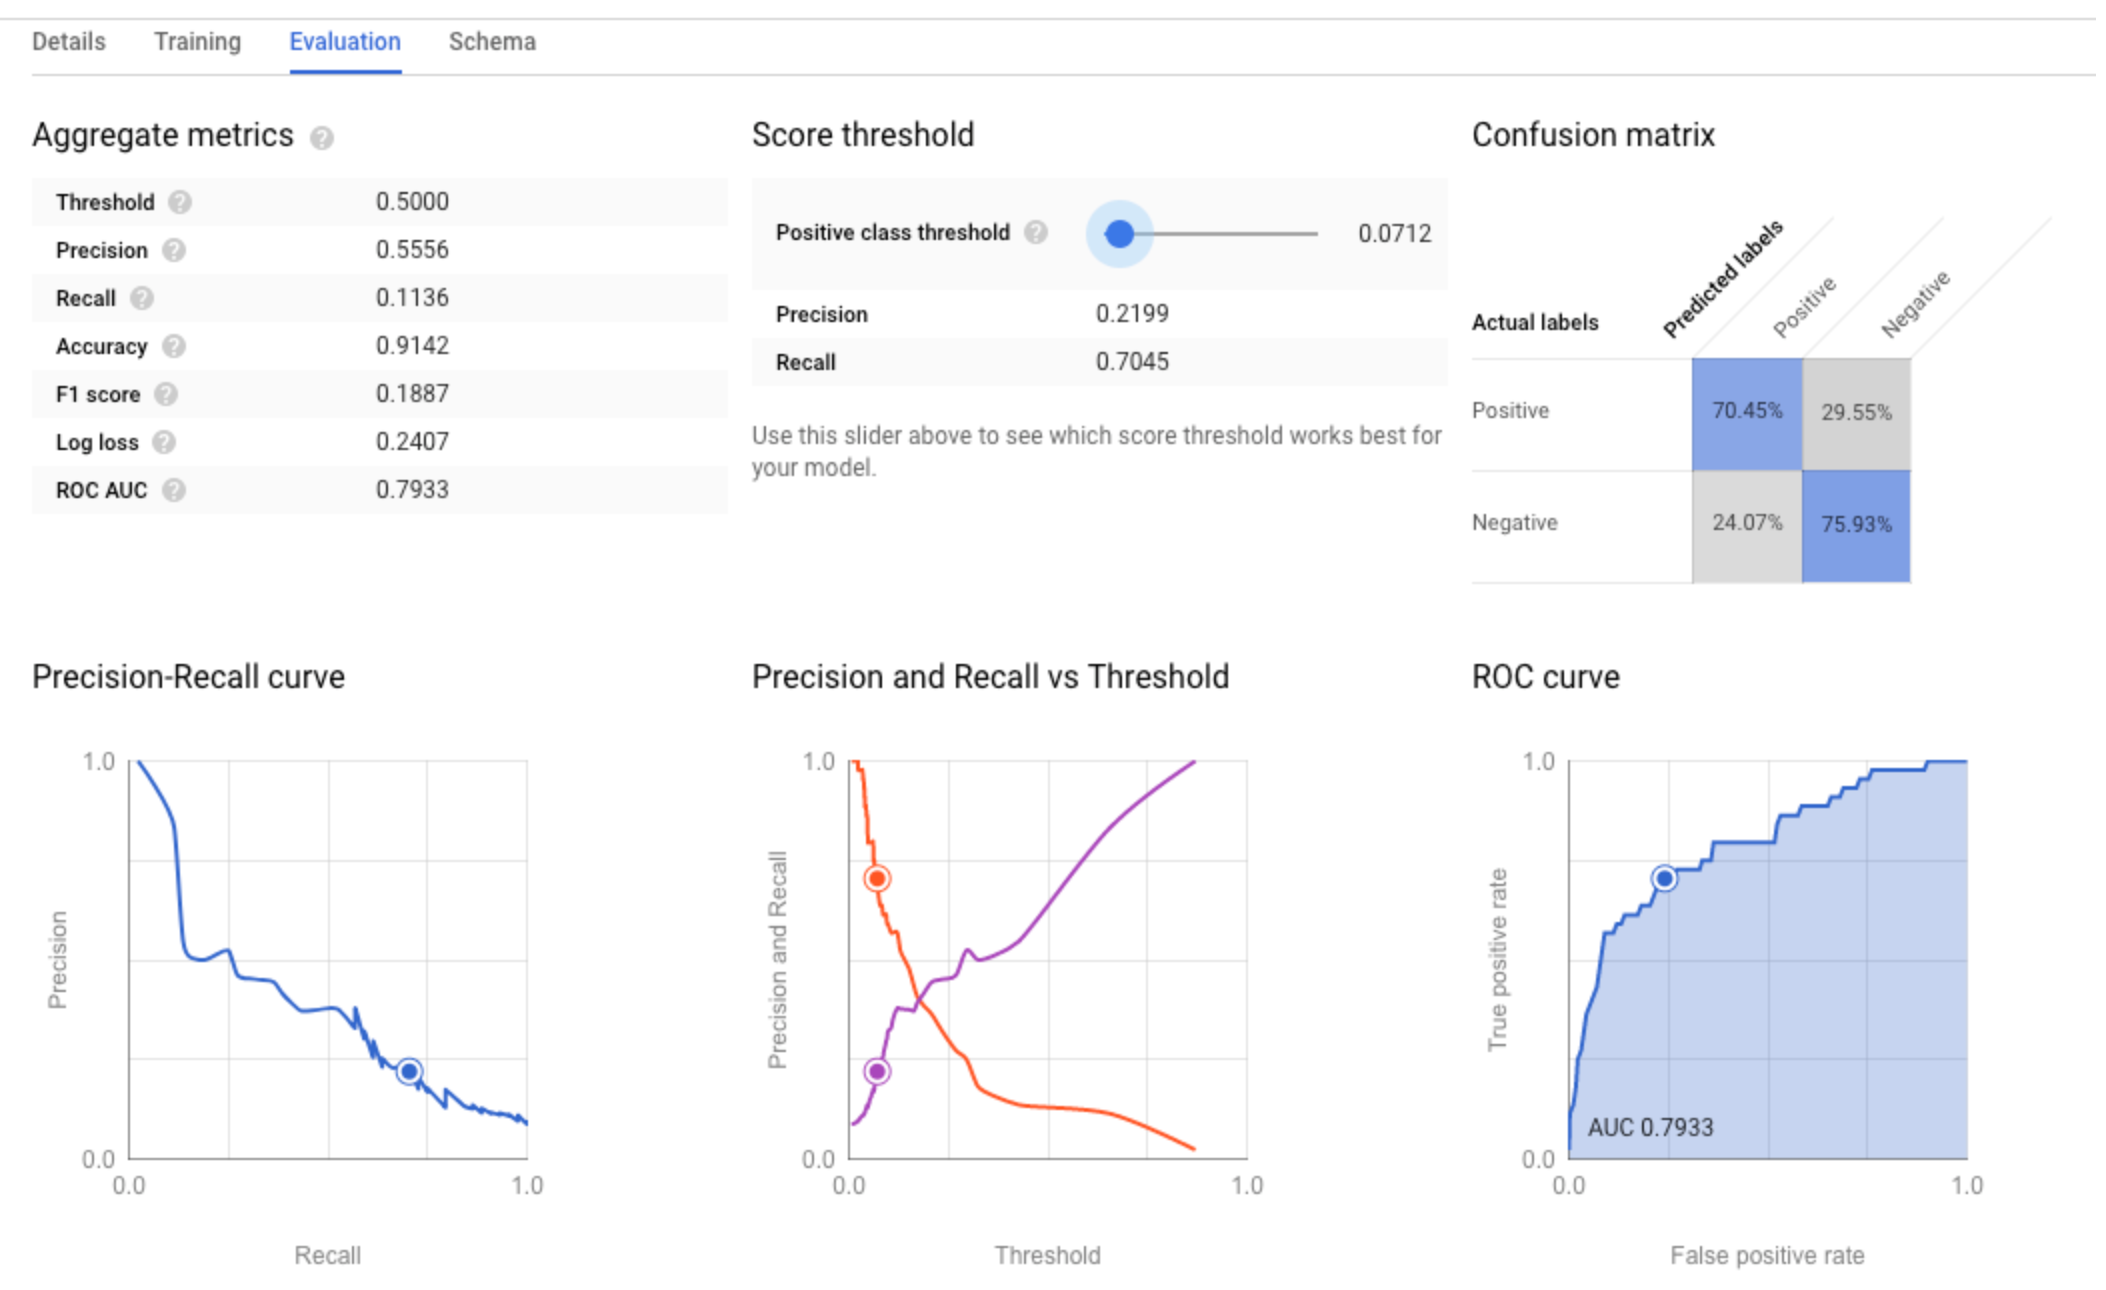 Details Training Evaluation Schema
Aggregate metrics
Threshold 0.5000
Precision 0.5556
Recall 0.1136
Accuracy 0.9142
F1 score 0.1887
Log loss 0.2407
ROC AUC 0.7933
Score threshold
Positive class threshold 0.0712
Precision 0.2199
Recall 0.7045
Use this slider above to see which score threshold works best for
your model.
Confusion matrix
Predicted labels
Positive
Negative
Actual labels
Positive 70.45% 29.55%
Negative 24.07% 75.93%
Precision-Recall curve
1.0
Precision
0.0
0.0 1.0
Recall
Precision and Recall vs Threshold
1.0
Precision and Recall
0.0
0.0 1.0
Threshold
ROC curve
1.0
True positive rate
AUC 0.7933
0.0
0.0 1.0
False positive rate